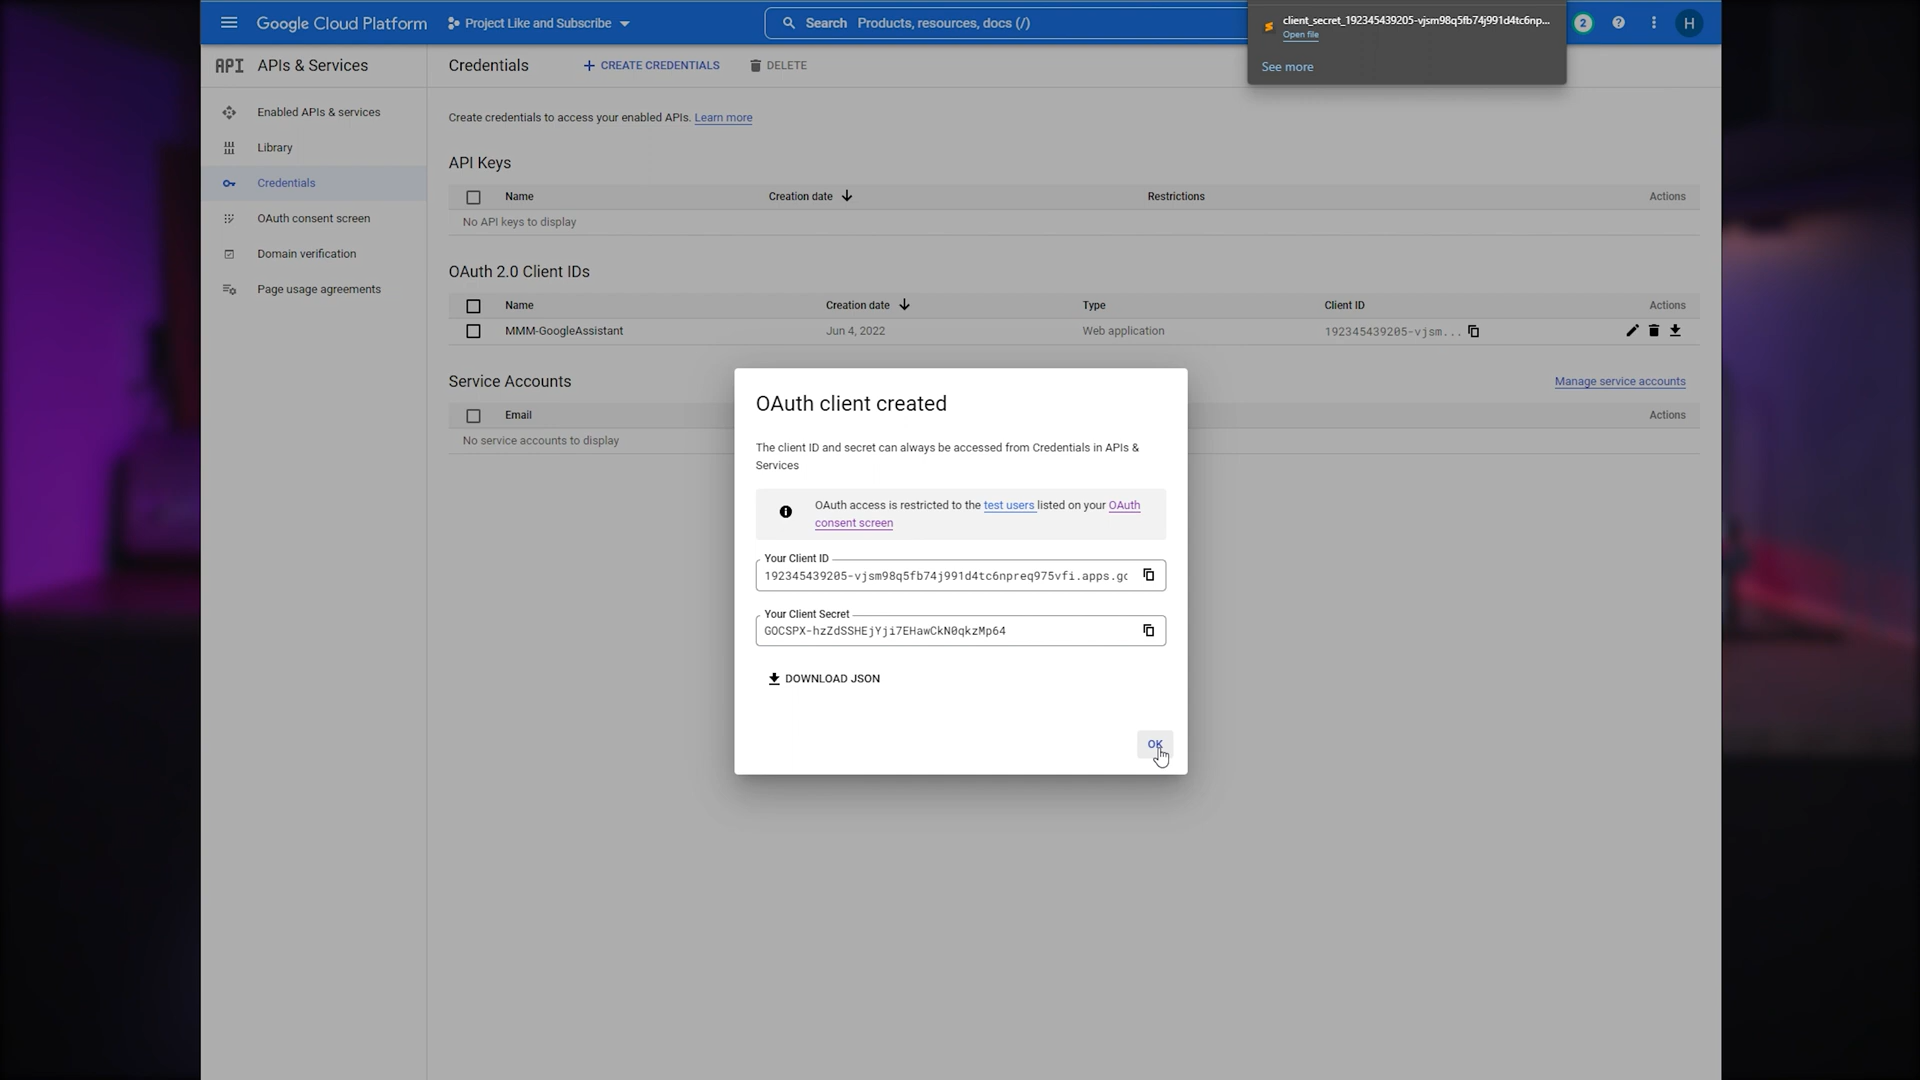 Google Cloud Platform
Project Like and Subscribe
Search Products, resources, docs (/)
client_secret_192345439205-vjsm98q5fb74j991d4tc6np...
Open file
See more
2
H
API APIs & Services
Credentials
CREATE CREDENTIALS
DELETE
Enabled APIs & services
Library
Credentials
OAuth consent screen
Domain verification
Page usage agreements
Create credentials to access your enabled APIs. Learn more
API Keys
Name Creation date Restrictions Actions
No API keys to display
OAuth 2.0 Client IDs
Name Creation date Type Client ID Actions
MMM-GoogleAssistant Jun 4, 2022 Web application 192345439205-vjsm...
Service Accounts
Manage service accounts
Email Actions
No service accounts to display
OAuth client created
The client ID and secret can always be accessed from Credentials in APIs &
Services
OAuth access is restricted to the test users listed on your OAuth
consent screen
Your Client ID
192345439205-vjsm98q5fb74j991d4tc6npreq975vfi.apps.gc
Your Client Secret
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
DOWNLOAD JSON
OK